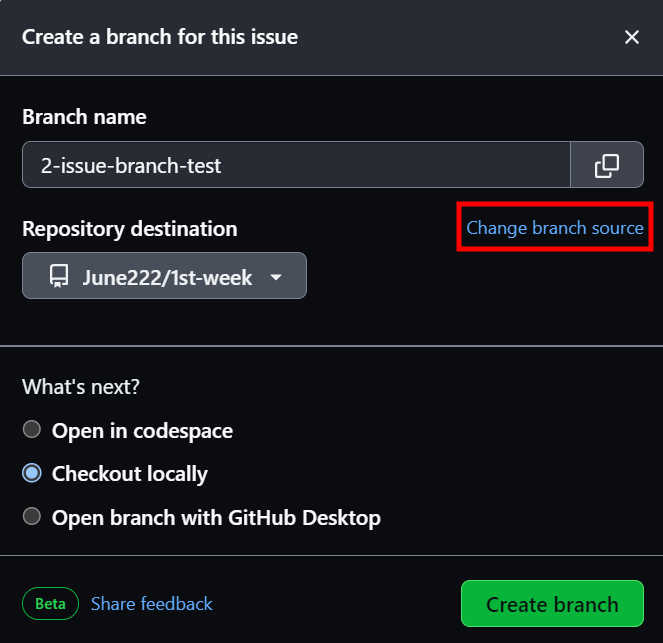 Create a branch for this issue
Branch name
2-issue-branch-test
Repository destination
Change branch source
June222/1st-week
What's next?
Open in codespace
Checkout locally
Open branch with GitHub Desktop
Beta
Share feedback
Create branch